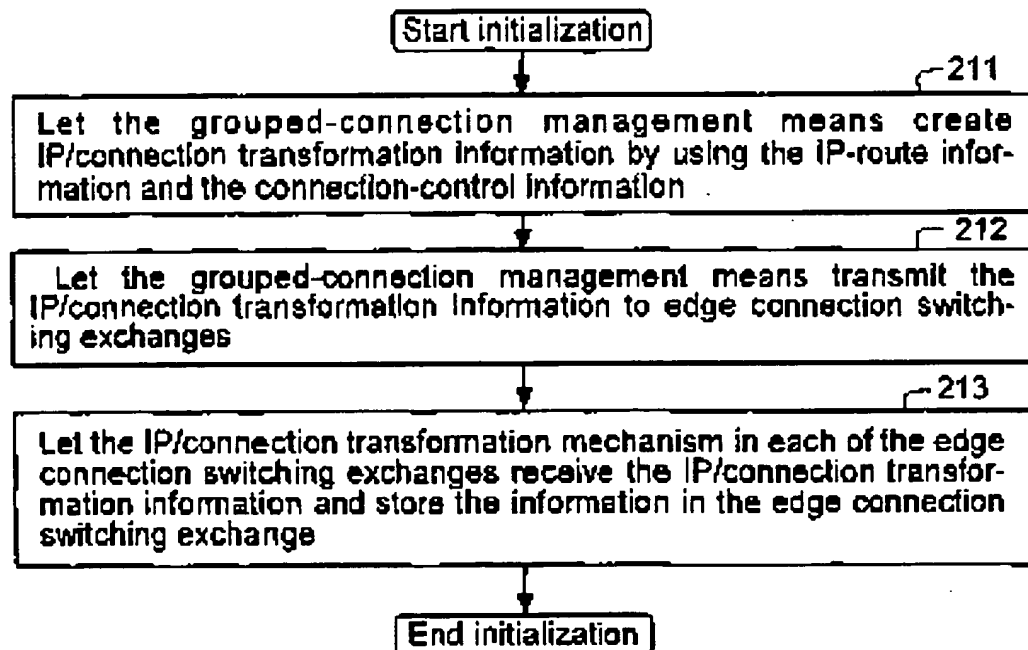 Start initialization
211
Let the grouped-connection management means create
IP/connection transformation information by using the IP-route infor-
mation and the connection-control information
212
Let the grouped-connection management means transmit the
IP/connection transformation information to edge connection switch-
ing exchanges
213
Let the IP/connection transformation mechanism in each of the edge
connection switching exchanges receive the IP/connection transfor-
mation information and store the information in the edge connection
switching exchange
End initialization